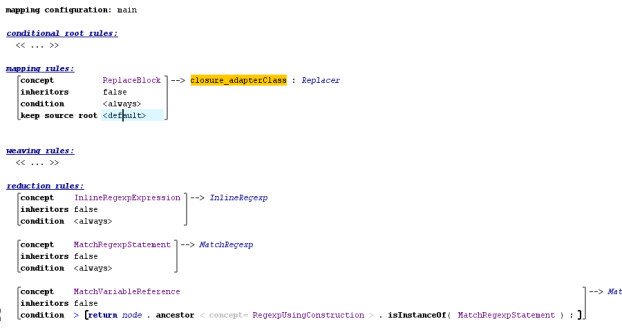 mapping configuration: main
conditional root rules:
<< ... >>
mapping rules:
concept ReplaceBlock --> closure_adapterClass : Replacer
inheritors false
condition <always>
keep source root <default>
weaving rules:
<< ... >>
reduction rules:
concept InlineRegexpExpression --> InlineRegexp
inheritors false
condition <always>
concept MatchRegexpStatement --> MatchRegexp
inheritors false
condition <always>
concept MatchVariableReference --> Mat
inheritors false
condition > [return node . ancestor < concept= RegexpUsingConstruction > . isInstanceOf( MatchRegexpStatement ) ; ]